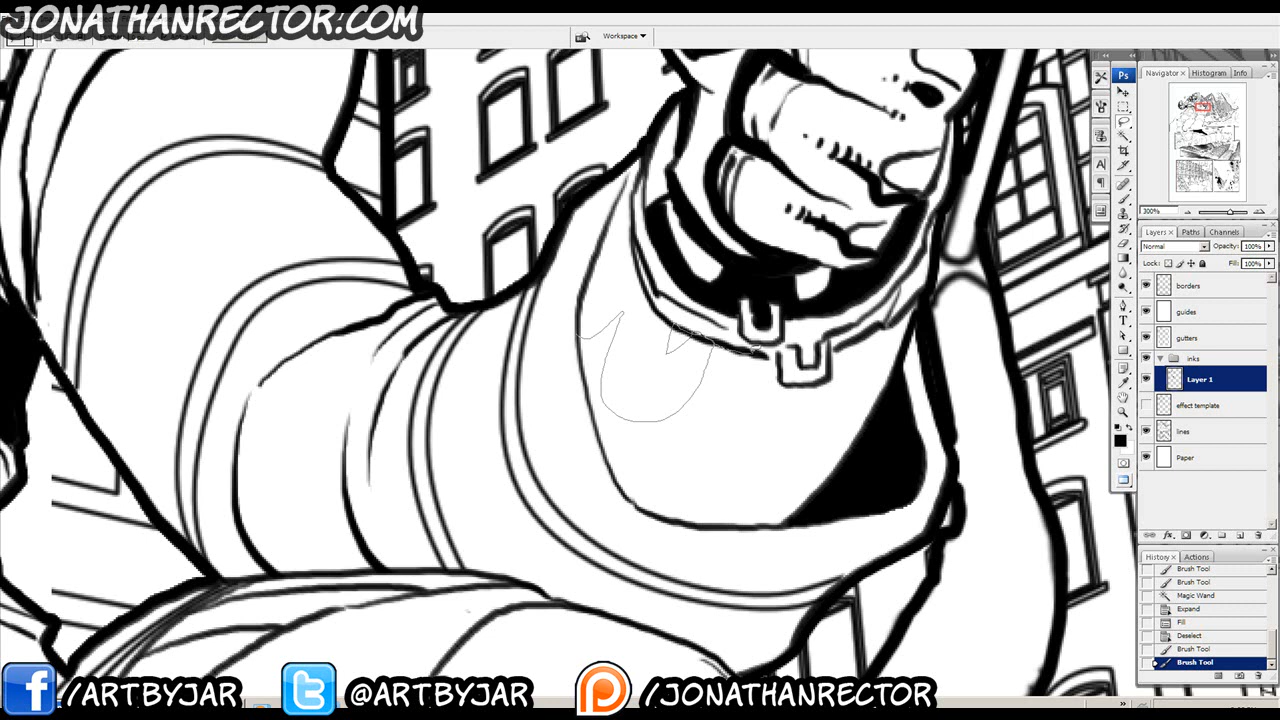 JONATHANRECTOR.COM
Workspace
Ps
Navigator Histogram Info
300%
Layers Paths Channels
Normal Opacity: 100%
Lock: Fill: 100%
borders
guides
gutters
inks
Layer 1
effect template
lines
Paper
History Actions
Brush Tool
Brush Tool
Magic Wand
Expand
Fill
Deselect
Brush Tool
Brush Tool
/ARTBYJAR @ARTBYJAR /JONATHANRECTOR